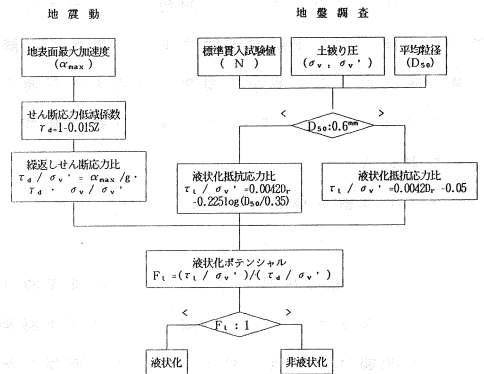 地震動
地盤調査
地表面最大加速度
(αmax)
標準貫入試験値
(N)
土被り圧
(σv, σv')
平均粒径
(D50)
せん断応力低減係数
γd=1-0.015Z
< D50:0.6mm >
繰返しせん断応力比
τd / σv' = αmax /g・
γd ・ σv / σv'
液状化抵抗応力比
τl / σv' =0.0042Dr
-0.225log(D50/0.35)
液状化抵抗応力比
τl / σv' =0.0042Dr -0.05
液状化ポテンシャル
Fl =(τl / σv' )/( τd / σv' )
< Fl : 1 >
液状化
非液状化